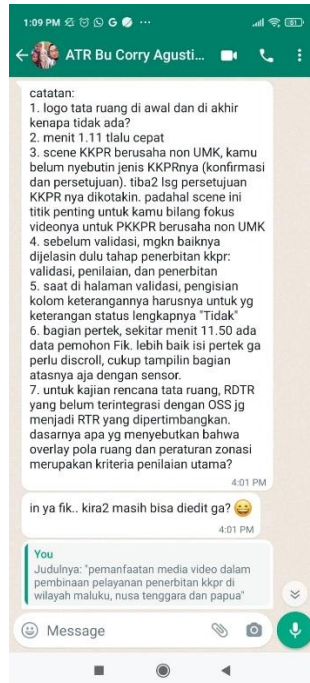 1:09 PM
ATR Bu Corry Agusti...
catatan:
1. logo tata ruang di awal dan di akhir
kenapa tidak ada?
2. menit 1.11 tlalu cepat
3. scene KKPR berusaha non UMK, kamu
belum nyebutin jenis KKPRnya (konfirmasi
dan persetujuan). tiba2 lsg persetujuan
KKPR nya dikotakin. padahal scene ini
titik penting untuk kamu bilang fokus
videonya untuk PKKPR berusaha non UMK
4. sebelum validasi, mgkn baiknya
dijelasin dulu tahap penerbitan kkpr:
validasi, penilaian, dan penerbitan
5. saat di halaman validasi, pengisian
kolom keterangannya harusnya untuk yg
keterangan status lengkapnya "Tidak"
6. bagian pertek, sekitar menit 11.50 ada
data pemohon Fik. lebih baik isi pertek ga
perlu discroll, cukup tampilin bagian
atasnya aja dengan sensor.
7. untuk kajian rencana tata ruang, RDTR
yang belum terintegrasi dengan OSS jg
menjadi RTR yang dipertimbangkan.
dasarnya apa yg menyebutkan bahwa
overlay pola ruang dan peraturan zonasi
merupakan kriteria penilaian utama?
4:01 PM
in ya fik.. kira2 masih bisa diedit ga? 😅
4:01 PM
You
Judulnya: "pemanfaatan media video dalam
pembinaan pelayanan penerbitan kkpr di
wilayah maluku, nusa tenggara dan papua"
Message